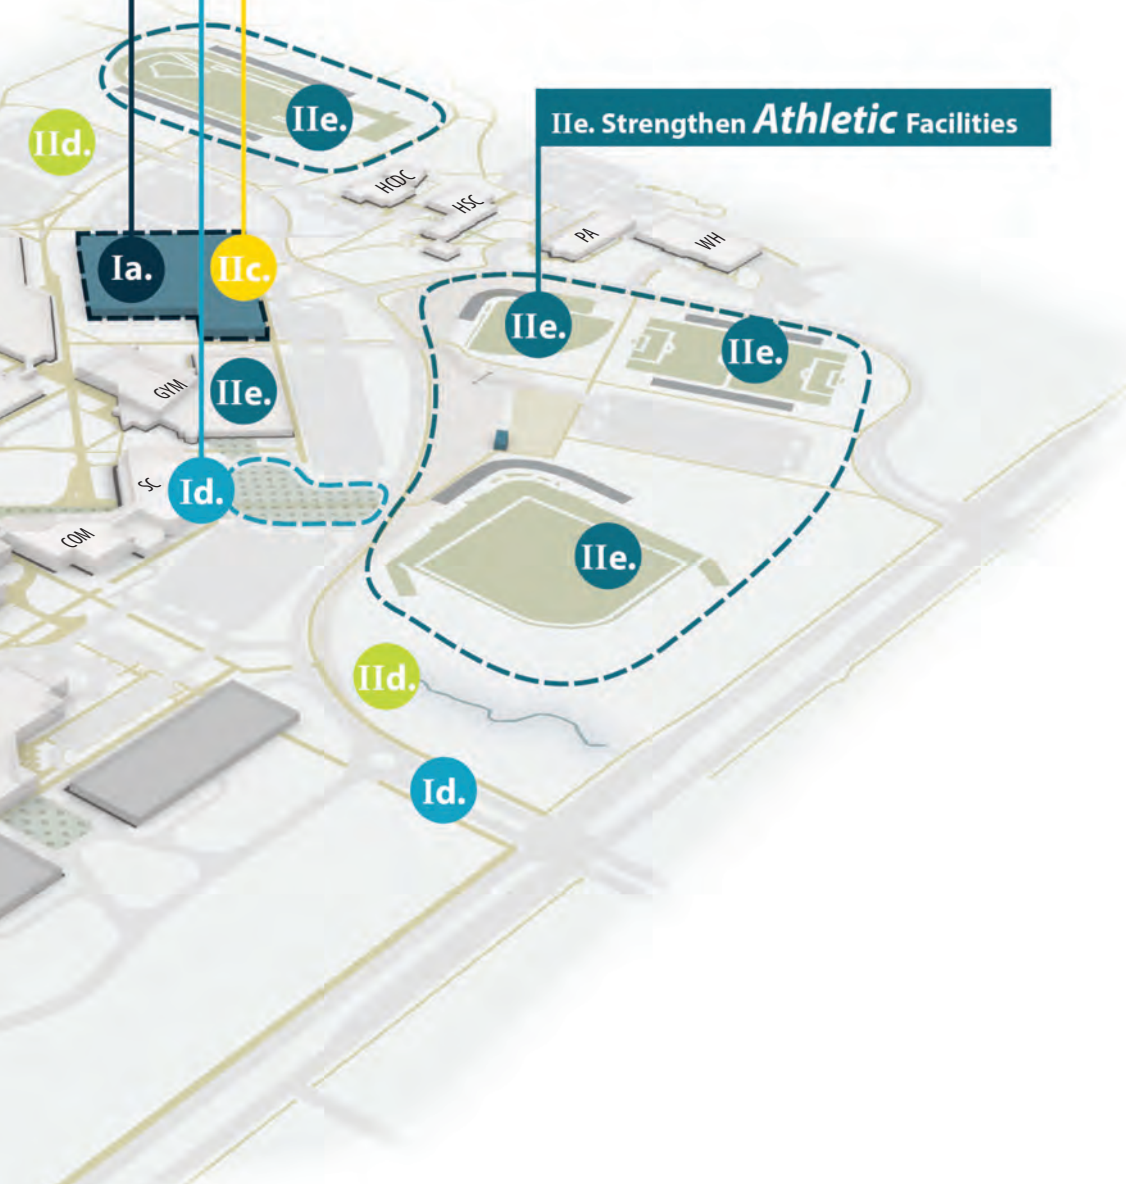 IIe.
IIe. Strengthen Athletic Facilities
IId.
HCDC
HSC
PA
WH
Ia.
IIc.
IIe.
IIe.
GYM
IIe.
SC
Id.
COM
IIe.
IId.
Id.